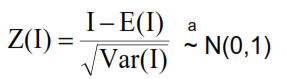 Z(I) = (I − E(I)) / √Var(I) ~ᵃ N(0,1)